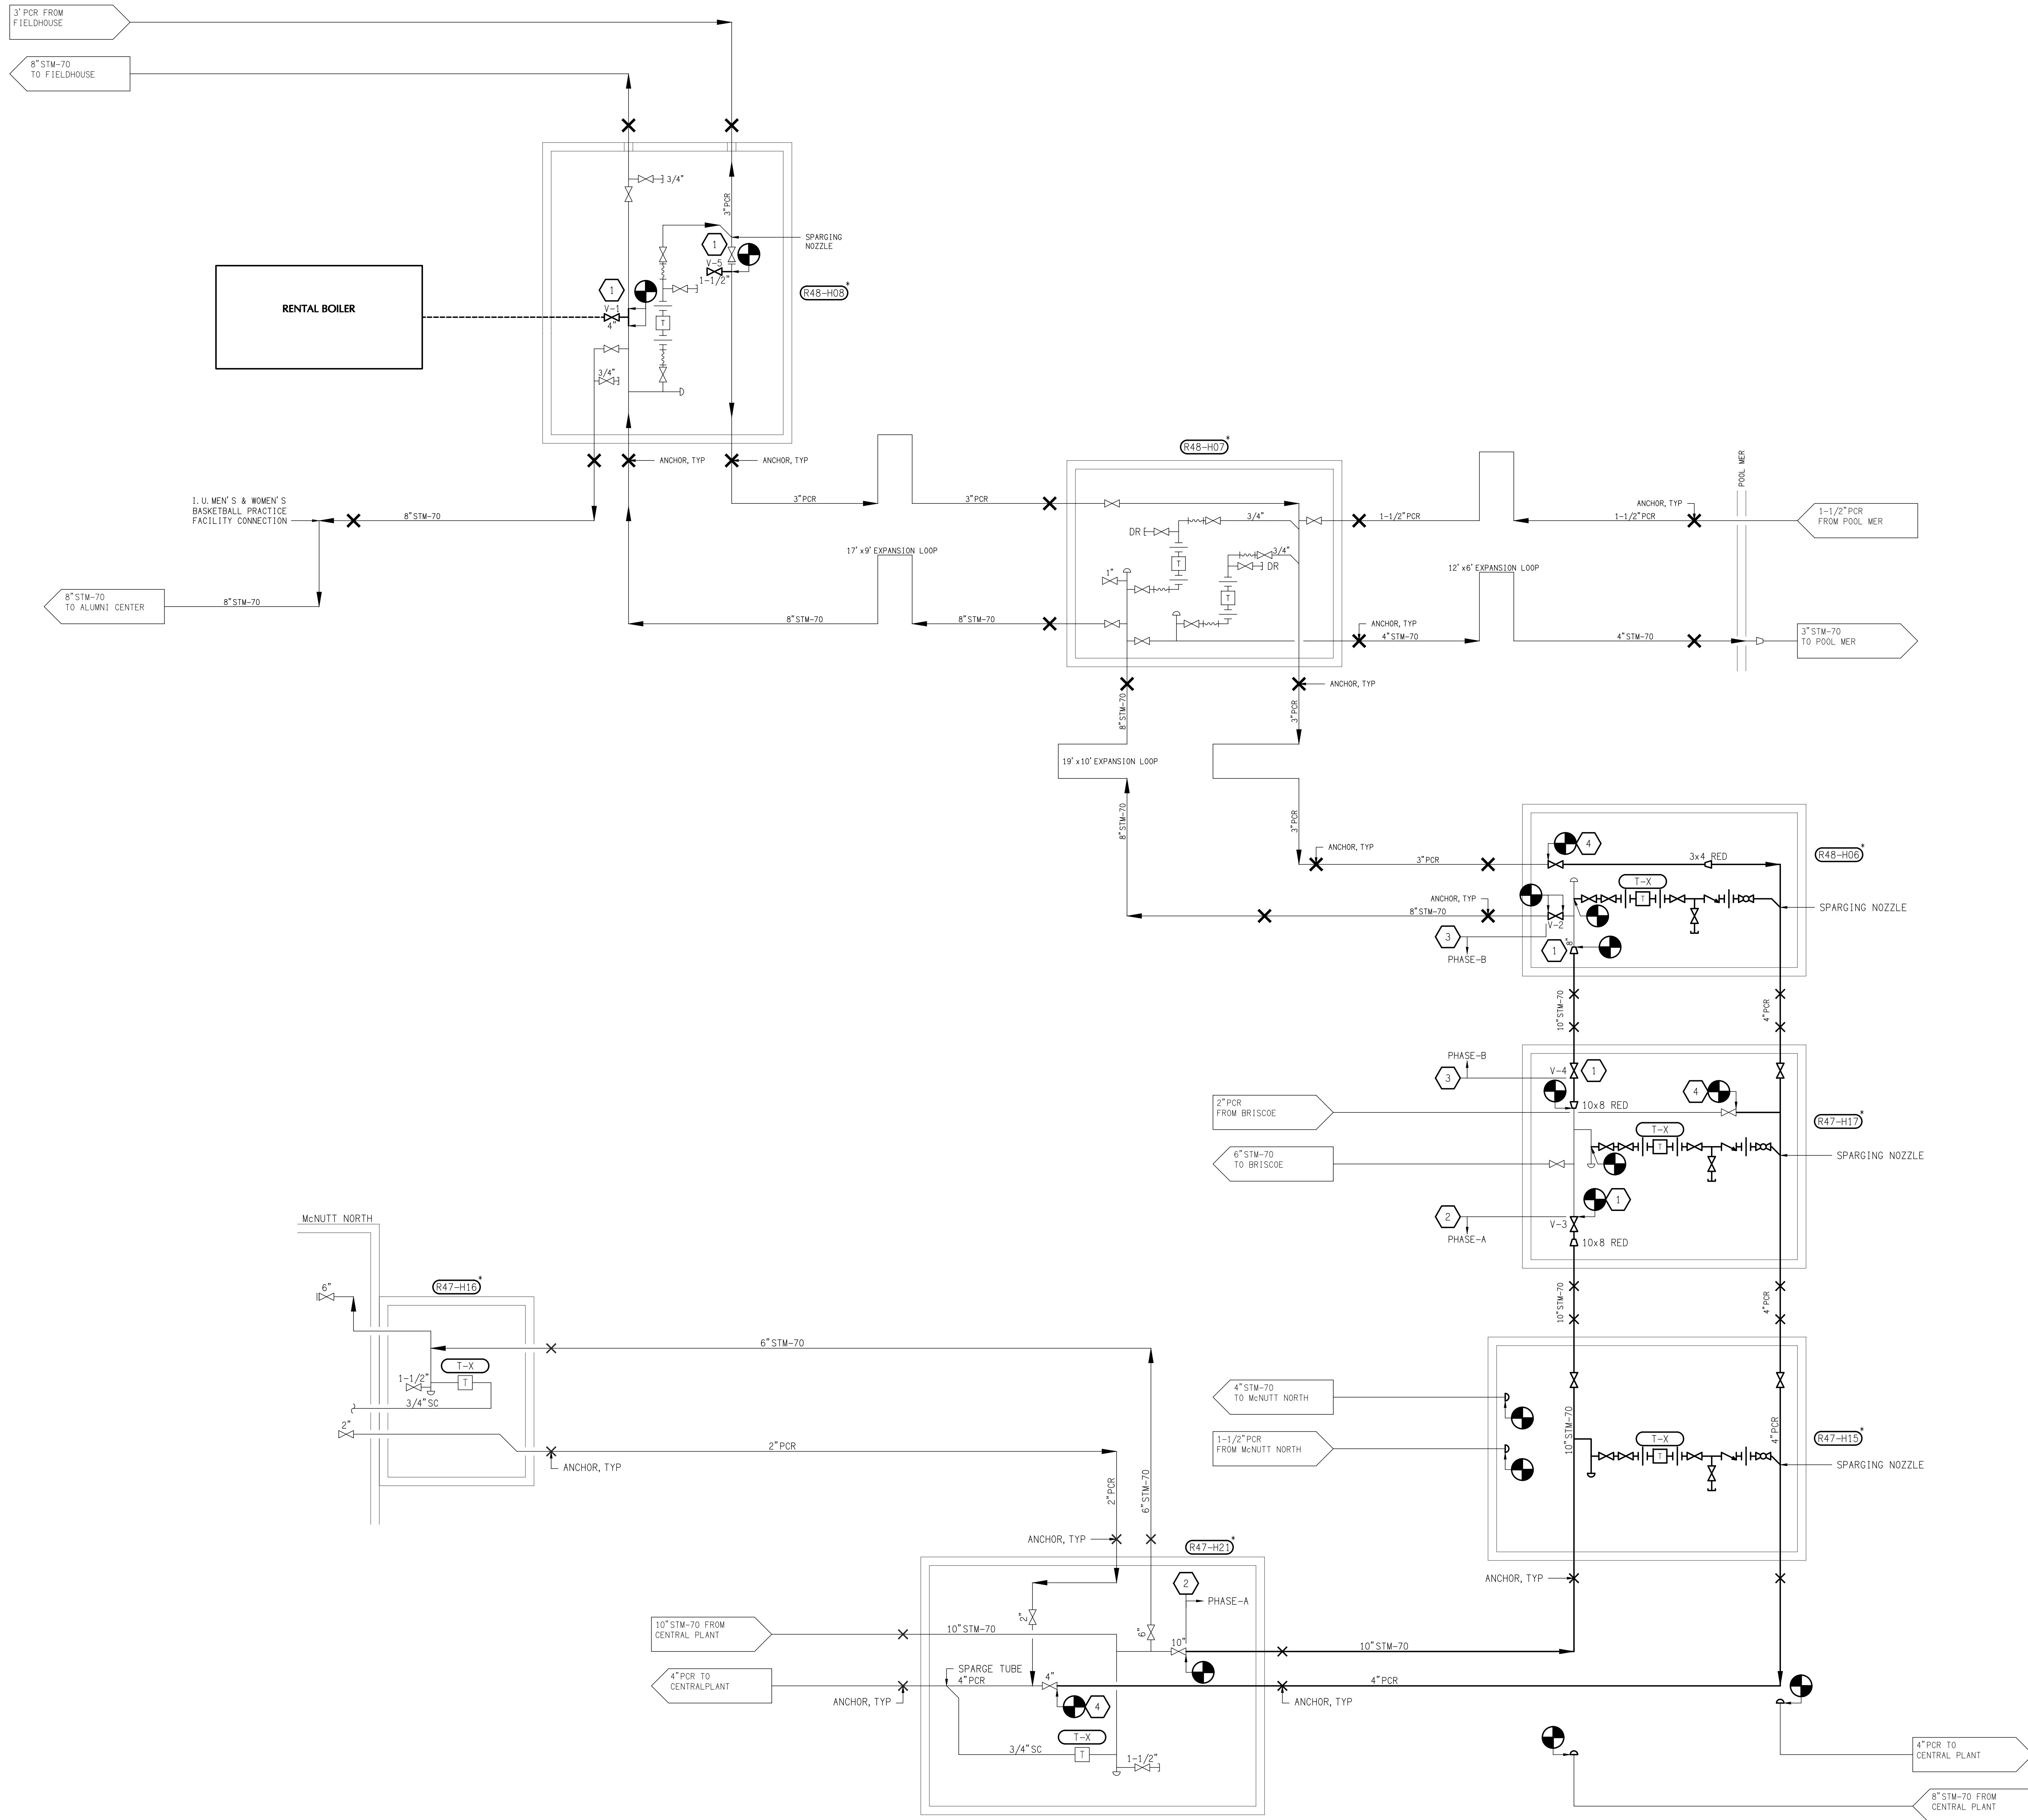 3' PCR FROM
FIELDHOUSE
8" STM-70
TO FIELDHOUSE
3/4"
3" PCR
SPARGING
NOZZLE
1
V-5
1-1/2"
R48-H08*
RENTAL BOILER
1
V-1
4"
T
3/4"
ANCHOR, TYP
ANCHOR, TYP
I.U. MEN'S & WOMEN'S
BASKETBALL PRACTICE
FACILITY CONNECTION
8" STM-70
8" STM-70
TO ALUMNI CENTER
8" STM-70
3" PCR
3" PCR
17'x9' EXPANSION LOOP
8" STM-70
8" STM-70
R48-H07*
3/4"
DR
T
3/4"
DR
1"
T
1-1/2" PCR
ANCHOR, TYP
1-1/2" PCR
POOL MER
1-1/2" PCR
FROM POOL MER
12'x6' EXPANSION LOOP
ANCHOR, TYP
4" STM-70
4" STM-70
3" STM-70
TO POOL MER
ANCHOR, TYP
8" STM-70
3" PCR
19'x10' EXPANSION LOOP
8" STM-70
3" PCR
ANCHOR, TYP
3" PCR
4
3x4 RED
R48-H06*
T-X
T
ANCHOR, TYP
8" STM-70
SPARGING NOZZLE
V-2
3
PHASE-B
1
8"
10" STM-70
4" PCR
PHASE-B
3
V-4
1
10x8 RED
4
2" PCR
FROM BRISCOE
R47-H17*
T-X
T
SPARGING NOZZLE
6" STM-70
TO BRISCOE
1
2
PHASE-A
V-3
10x8 RED
10" STM-70
4" PCR
McNUTT NORTH
6"
R47-H16*
6" STM-70
T-X
T
1-1/2"
3/4" SC
2"
2" PCR
ANCHOR, TYP
4" STM-70
TO McNUTT NORTH
1-1/2" PCR
FROM McNUTT NORTH
10" STM-70
4" PCR
T-X
T
R47-H15*
SPARGING NOZZLE
2" PCR
6" STM-70
ANCHOR, TYP
R47-H21*
ANCHOR, TYP
2
PHASE-A
10" STM-70 FROM
CENTRAL PLANT
10" STM-70
2"
6"
10"
10" STM-70
SPARGE TUBE
4" PCR TO
CENTRALPLANT
4" PCR
4"
4" PCR
ANCHOR, TYP
4
ANCHOR, TYP
T-X
3/4" SC
T
1-1/2"
4" PCR TO
CENTRAL PLANT
8" STM-70 FROM
CENTRAL PLANT